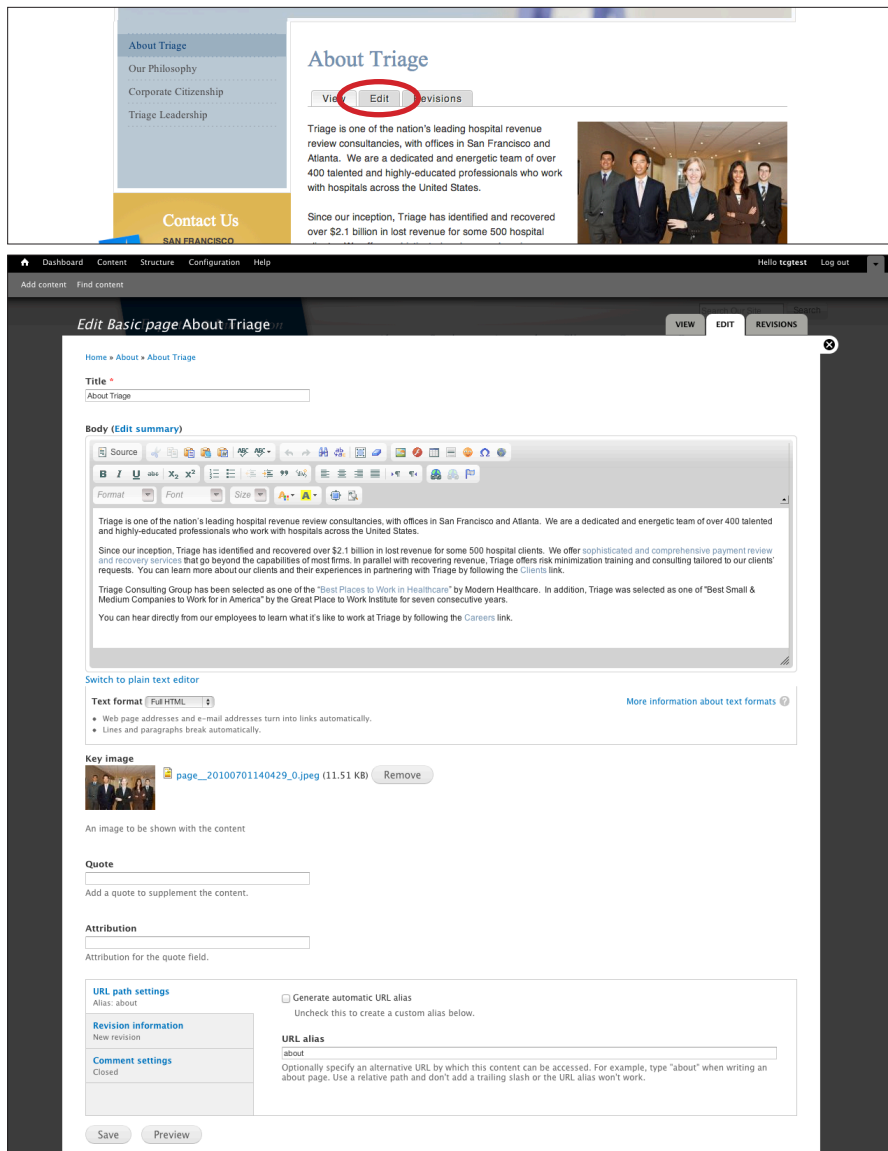 About Triage
Our Philosophy
Corporate Citizenship
Triage Leadership
Contact Us
SAN FRANCISCO
About Triage
View Edit Revisions
Triage is one of the nation's leading hospital revenue
review consultancies, with offices in San Francisco and
Atlanta. We are a dedicated and energetic team of over
400 talented and highly-educated professionals who work
with hospitals across the United States.
Since our inception, Triage has identified and recovered
over $2.1 billion in lost revenue for some 500 hospital
Dashboard Content Structure Configuration Help Hello tcgtest Log out
Add content Find content
Search
Edit Basic page About Triage
VIEW EDIT REVISIONS
Home » About » About Triage
Title *
About Triage
Body (Edit summary)
Source
B I U abc X2 X2
Format Font Size
Triage is one of the nation's leading hospital revenue review consultancies, with offices in San Francisco and Atlanta. We are a dedicated and energetic team of over 400 talented
and highly-educated professionals who work with hospitals across the United States.
Since our inception, Triage has identified and recovered over $2.1 billion in lost revenue for some 500 hospital clients. We offer sophisticated and comprehensive payment review
and recovery services that go beyond the capabilities of most firms. In parallel with recovering revenue, Triage offers risk minimization training and consulting tailored to our clients'
requests. You can learn more about our clients and their experiences in partnering with Triage by following the Clients link.
Triage Consulting Group has been selected as one of the "Best Places to Work in Healthcare" by Modern Healthcare. In addition, Triage was selected as one of "Best Small &
Medium Companies to Work for in America" by the Great Place to Work Institute for seven consecutive years.
You can hear directly from our employees to learn what it's like to work at Triage by following the Careers link.
Switch to plain text editor
Text format Full HTML More information about text formats
• Web page addresses and e-mail addresses turn into links automatically.
• Lines and paragraphs break automatically.
Key image
page__20100701140429_0.jpeg (11.51 KB) Remove
An image to be shown with the content
Quote
Add a quote to supplement the content.
Attribution
Attribution for the quote field.
URL path settings
Alias: about
Revision information
New revision
Comment settings
Closed
Generate automatic URL alias
Uncheck this to create a custom alias below.
URL alias
about
Optionally specify an alternative URL by which this content can be accessed. For example, type "about" when writing an
about page. Use a relative path and don't add a trailing slash or the URL alias won't work.
Save Preview